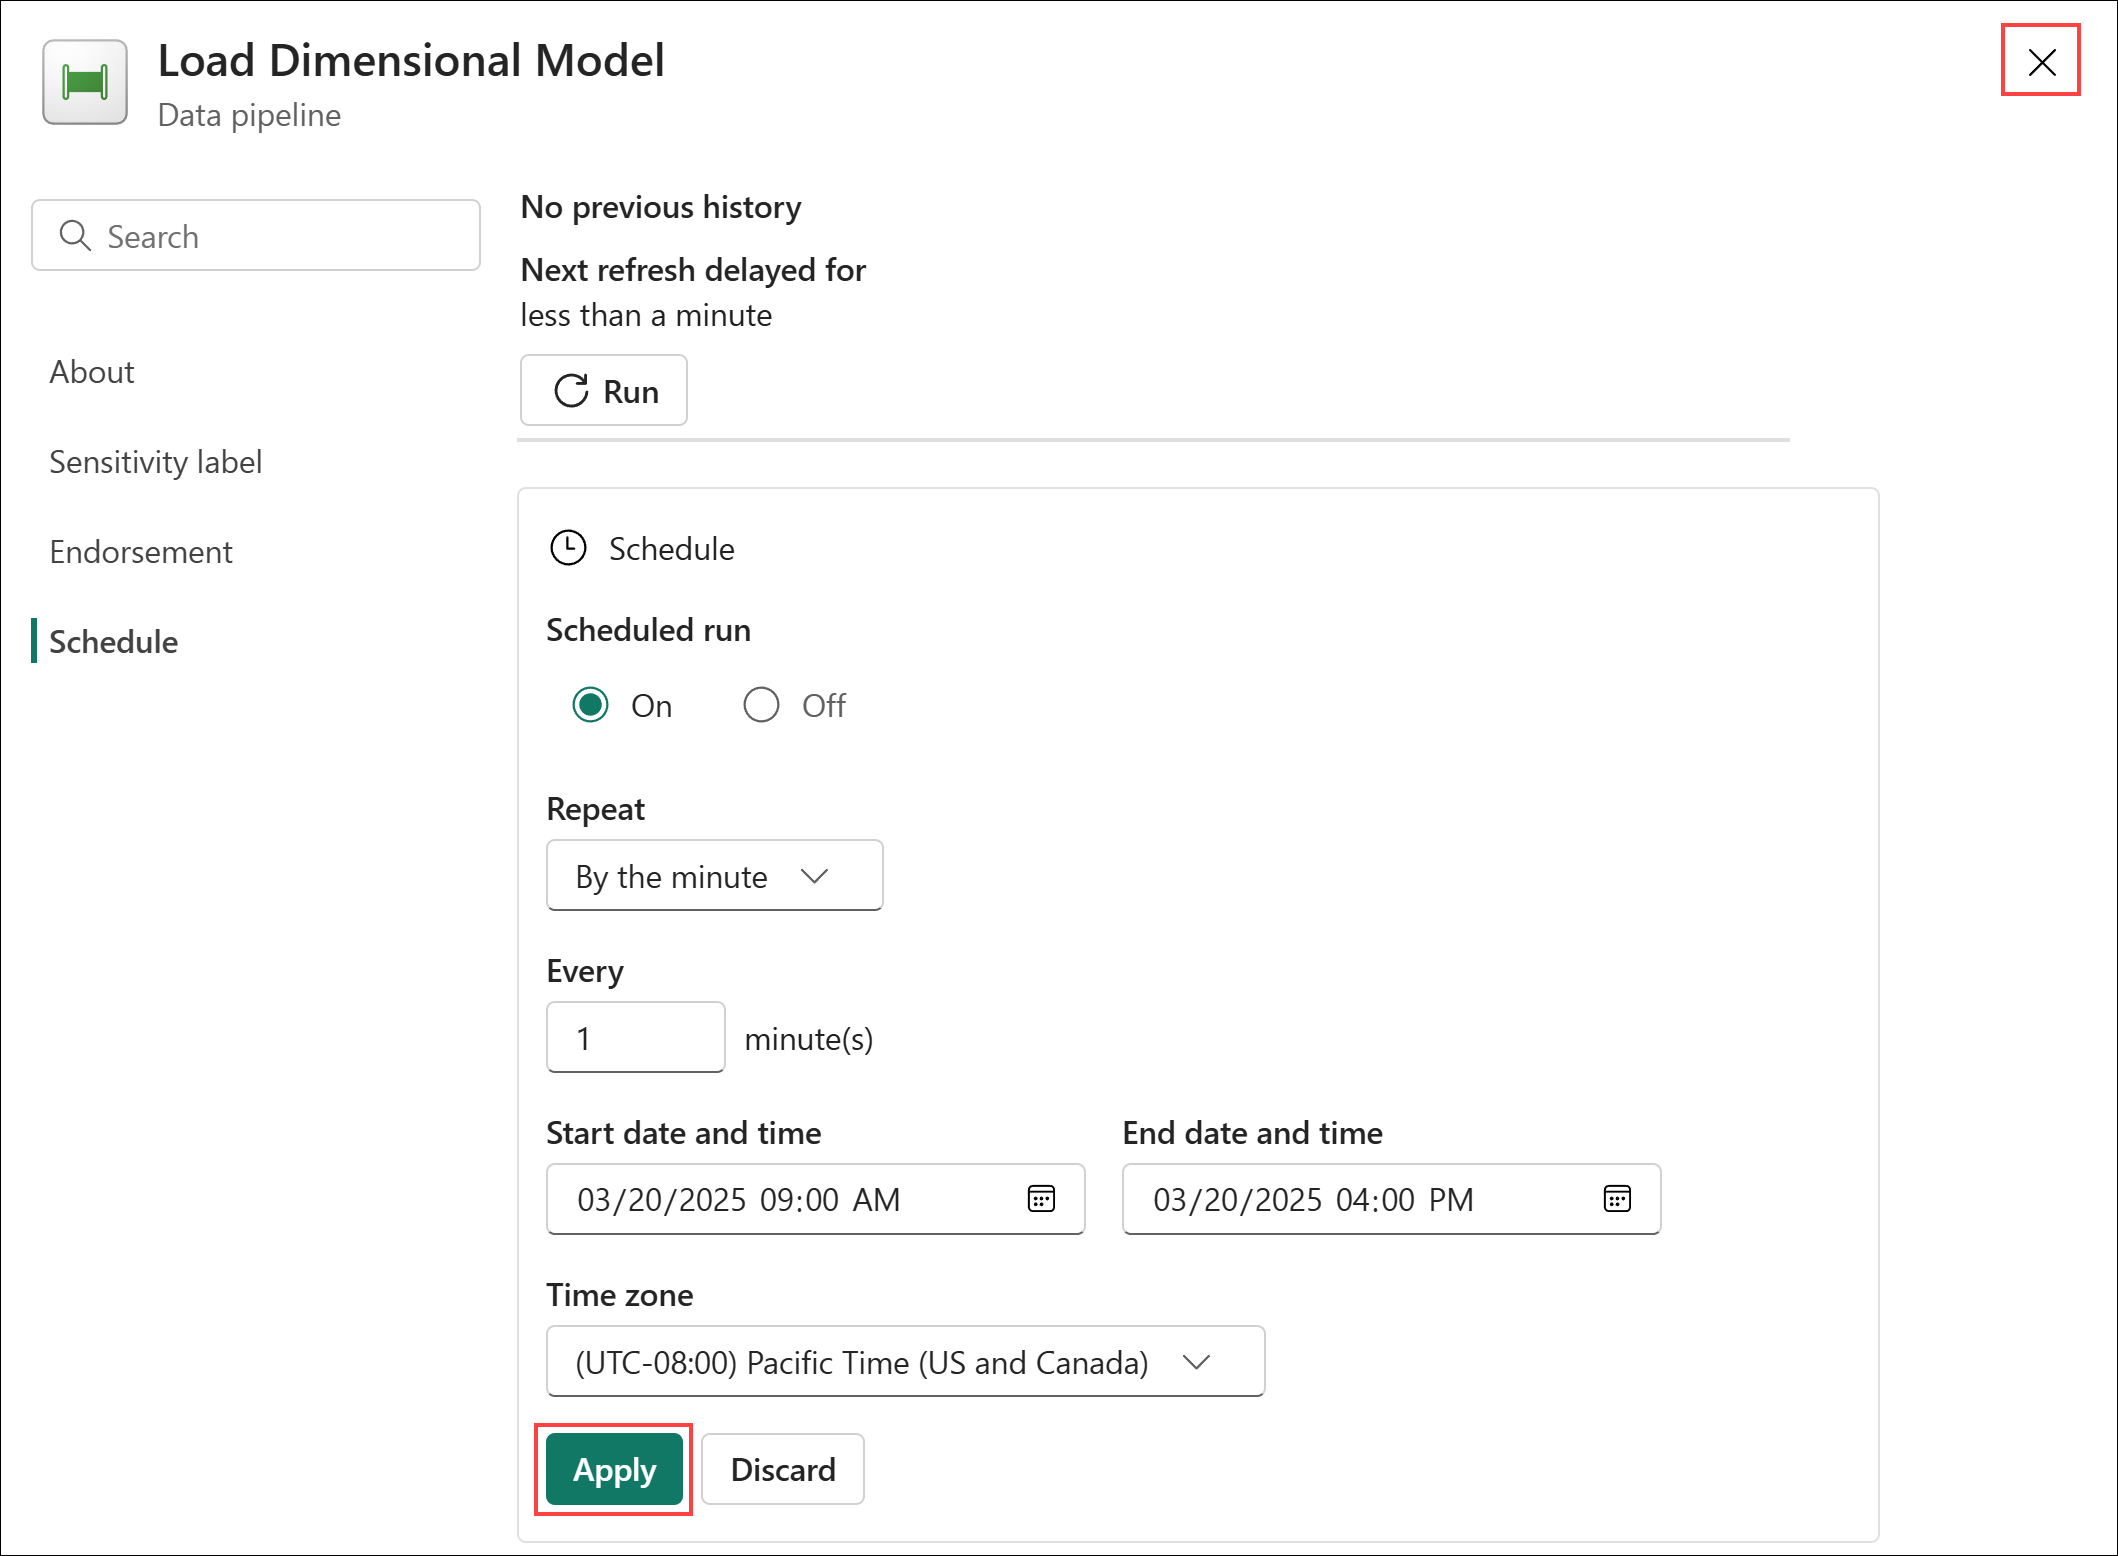 Load Dimensional Model
Data pipeline
Search
About
Sensitivity label
Endorsement
Schedule
No previous history
Next refresh delayed for
less than a minute
Run
Schedule
Scheduled run
On Off
Repeat
By the minute
Every
1 minute(s)
Start date and time End date and time
03/20/2025 09:00 AM 03/20/2025 04:00 PM
Time zone
(UTC-08:00) Pacific Time (US and Canada)
Apply Discard